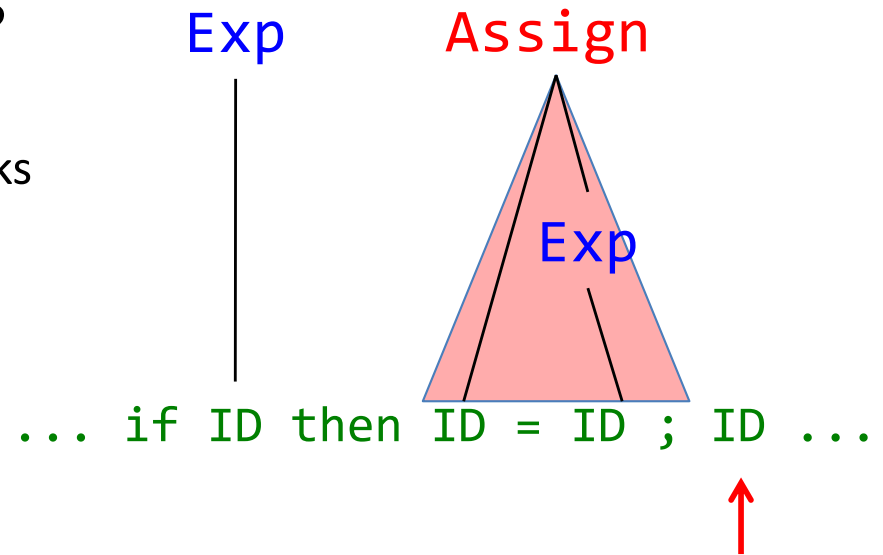 Exp Assign
ks
Exp
... if ID then ID = ID ; ID ...